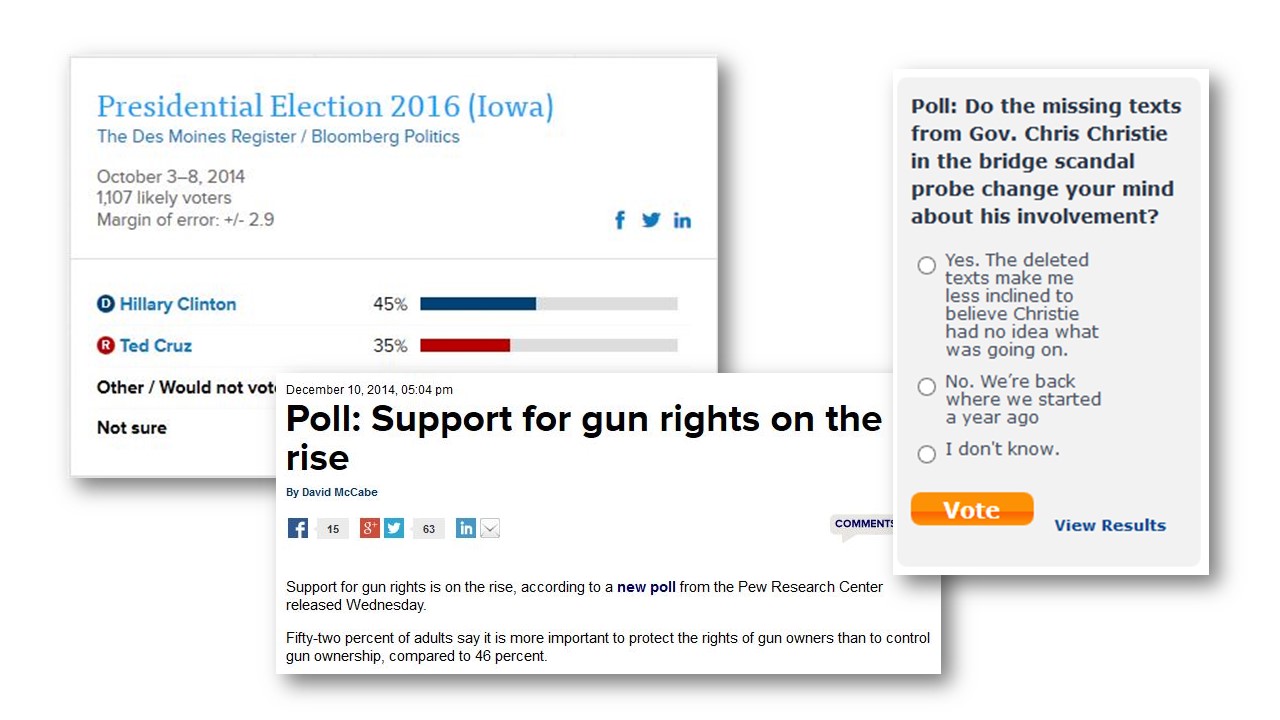 Presidential Election 2016 (Iowa)
The Des Moines Register / Bloomberg Politics
October 3–8, 2014
1,107 likely voters
Margin of error: +/- 2.9
f in
D Hillary Clinton 45%
R Ted Cruz 35%
Other / Would not vote
Not sure
December 10, 2014, 05:04 pm
Poll: Support for gun rights on the
rise
By David McCabe
f 15 g+ 63 in
COMMENTS
Support for gun rights is on the rise, according to a new poll from the Pew Research Center
released Wednesday.
Fifty-two percent of adults say it is more important to protect the rights of gun owners than to control
gun ownership, compared to 46 percent.
Poll: Do the missing texts
from Gov. Chris Christie
in the bridge scandal
probe change your mind
about his involvement?
Yes. The deleted
texts make me
less inclined to
believe Christie
had no idea what
was going on.
No. We're back
where we started
a year ago
I don't know.
Vote
View Results